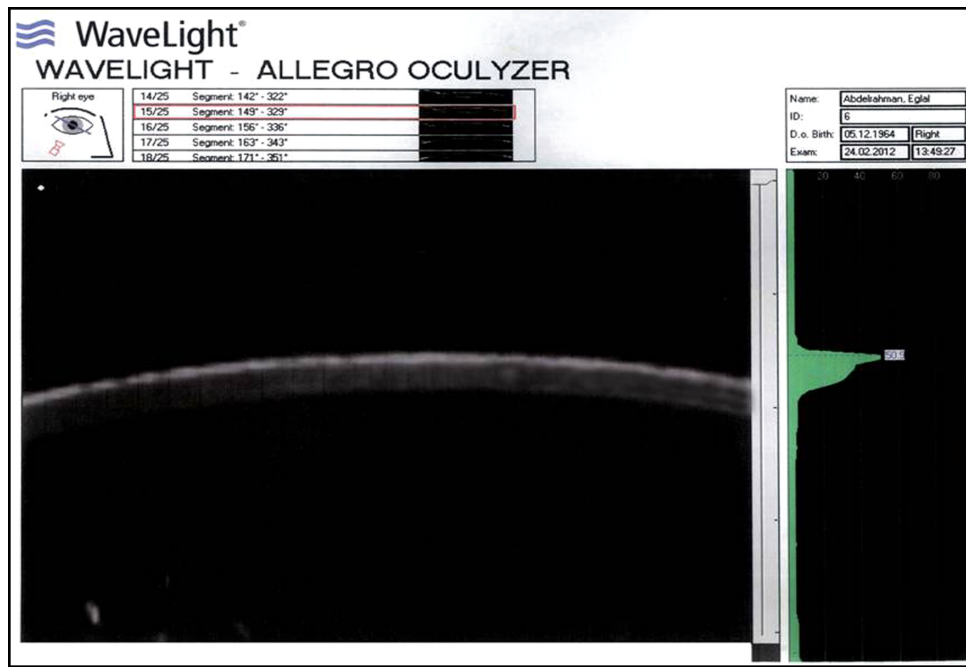 WaveLight®
WAVELIGHT - ALLEGRO OCULYZER
Right eye
14/25 Segment: 142° - 322°
15/25 Segment: 149° - 329°
16/25 Segment: 156° - 336°
17/25 Segment: 163° - 343°
18/25 Segment: 171° - 351°
Name: Abdelrahman, Eglal
ID: 6
D.o. Birth: 05.12.1964 Right
Exam: 24.02.2012 13:49:27
20 40 60 80
50.9